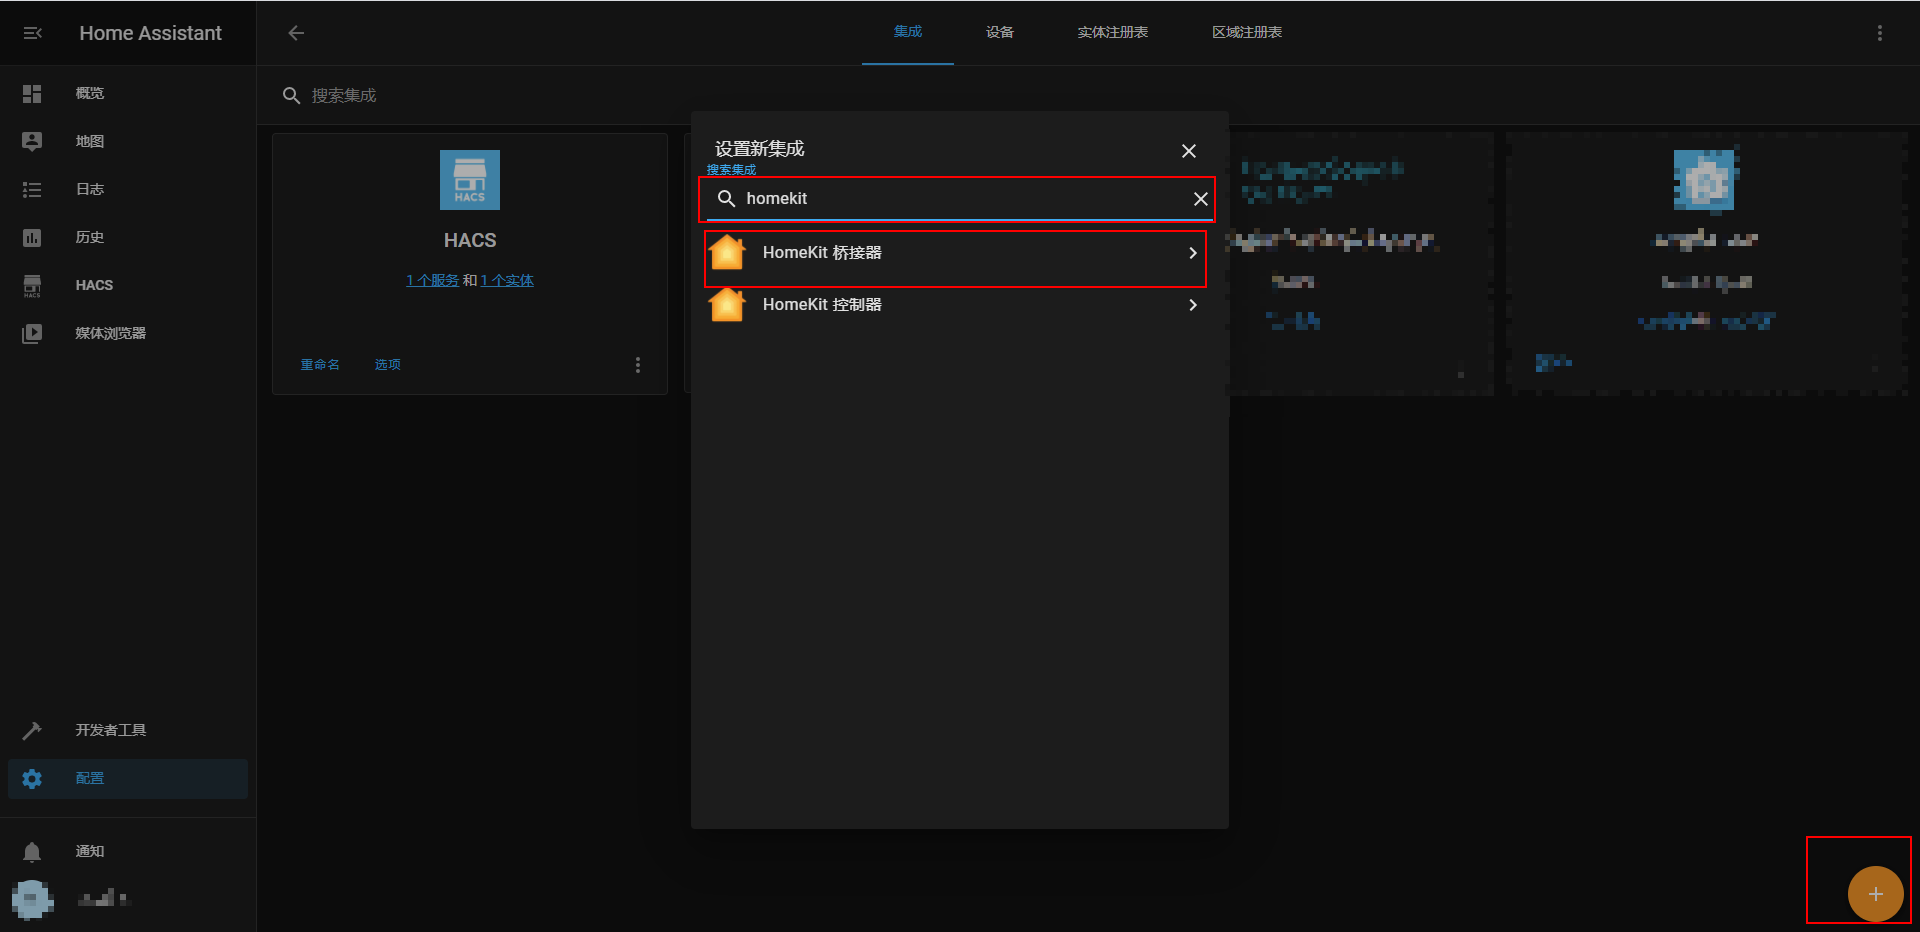 Home Assistant
集成
设备
实体注册表
区域注册表
概览
地图
日志
历史
HACS
媒体浏览器
开发者工具
配置
通知
搜索集成
HACS
HACS
1 个服务 和 1 个实体
重命名
选项
设置新集成
搜索集成
homekit
HomeKit 桥接器
HomeKit 控制器